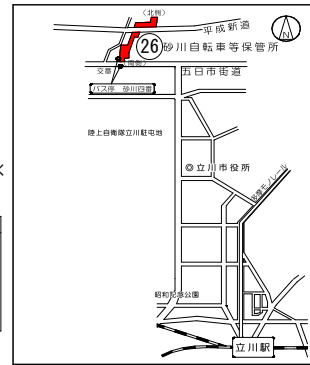 (北側)
平成新道
N
26 砂川自転車等保管所
(南側)
交番
五日市街道
バス停 砂川四番
陸上自衛隊立川駐屯地
◎立川市役所
多摩モノレール
昭和記念公園
立川駅